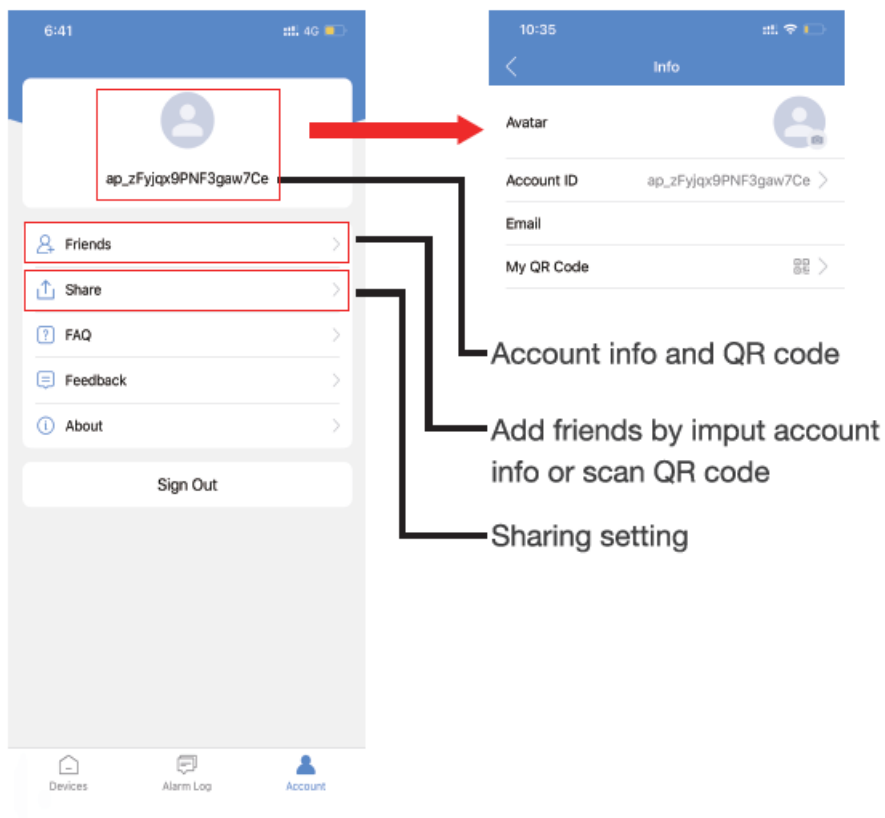 6:41
4G
ap_zFyjqx9PNF3gaw7Ce
Friends
Share
FAQ
Feedback
About
Sign Out
Devices
Alarm Log
Account
10:35
Info
Avatar
Account ID
ap_zFyjqx9PNF3gaw7Ce
Email
My QR Code
Account info and QR code
Add friends by imput account
info or scan QR code
Sharing setting